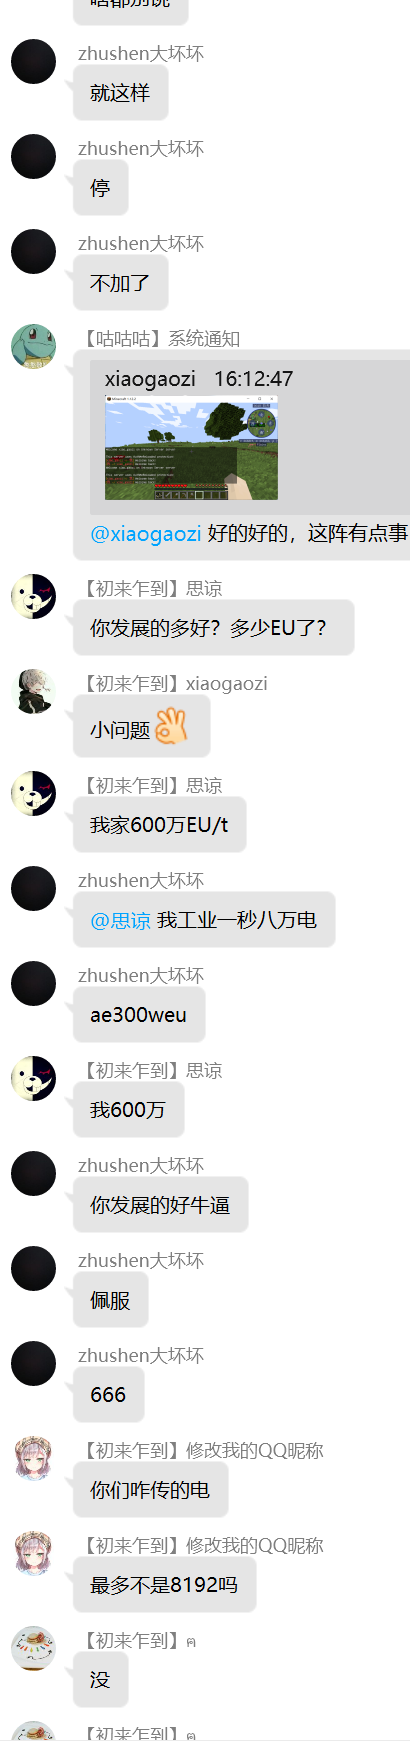 zhushen大坏坏
就这样
zhushen大坏坏
停
zhushen大坏坏
不加了
【咕咕咕】系统通知
xiaogaozi 16:12:47
@xiaogaozi 好的好的，这阵有点事
【初来乍到】思谅
你发展的多好？多少EU了？
【初来乍到】xiaogaozi
小问题👌
【初来乍到】思谅
我家600万EU/t
zhushen大坏坏
@思谅 我工业一秒八万电
zhushen大坏坏
ae300weu
【初来乍到】思谅
我600万
zhushen大坏坏
你发展的好牛逼
zhushen大坏坏
佩服
zhushen大坏坏
666
【初来乍到】修改我的QQ昵称
你们咋传的电
【初来乍到】修改我的QQ昵称
最多不是8192吗
【初来乍到】ฅ
没
【初来乍到】ฅ